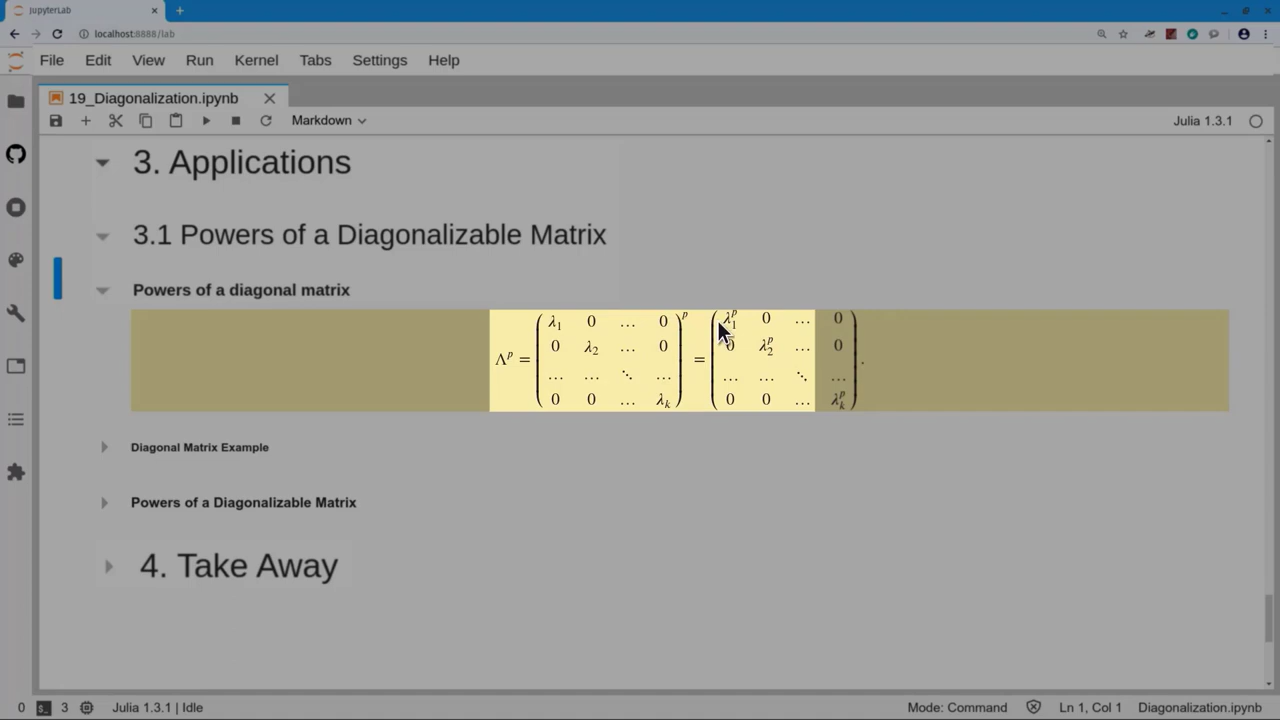 JupyterLab
localhost:8888/lab
File Edit View Run Kernel Tabs Settings Help
19_Diagonalization.ipynb
Markdown Julia 1.3.1
3. Applications
3.1 Powers of a Diagonalizable Matrix
Powers of a diagonal matrix
Λ^p = ( λ_1 0 … 0 ; 0 λ_2 … 0 ; … … ⋱ … ; 0 0 … λ_k )^p = ( λ_1^p 0 … 0 ; 0 λ_2^p … 0 ; … … ⋱ … ; 0 0 … λ_k^p ).
Diagonal Matrix Example
Powers of a Diagonalizable Matrix
4. Take Away
0 3 Julia 1.3.1 | Idle Mode: Command Ln 1, Col 1 Diagonalization.ipynb